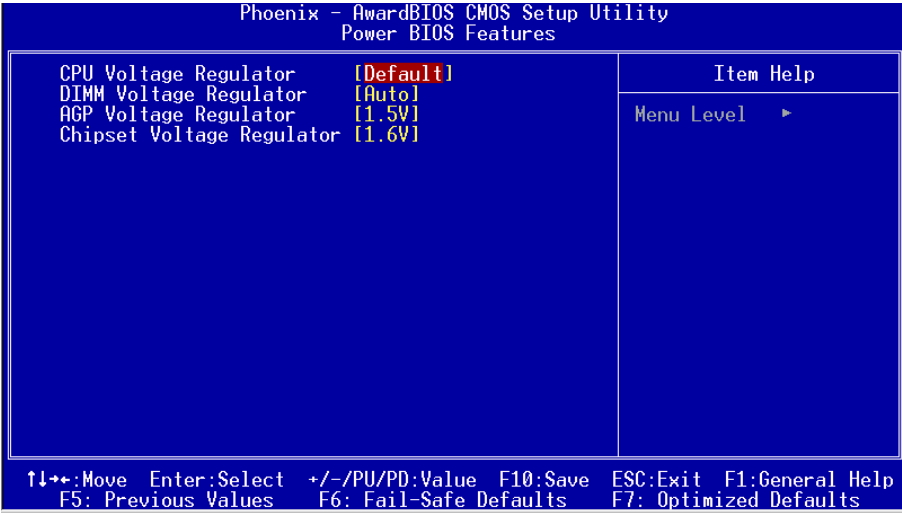 Phoenix - AwardBIOS CMOS Setup Utility
Power BIOS Features
CPU Voltage Regulator [Default]
DIMM Voltage Regulator [Auto]
AGP Voltage Regulator [1.5V]
Chipset Voltage Regulator [1.6V]
Item Help
Menu Level ►
↑↓→←:Move Enter:Select +/-/PU/PD:Value F10:Save ESC:Exit F1:General Help
F5: Previous Values F6: Fail-Safe Defaults F7: Optimized Defaults